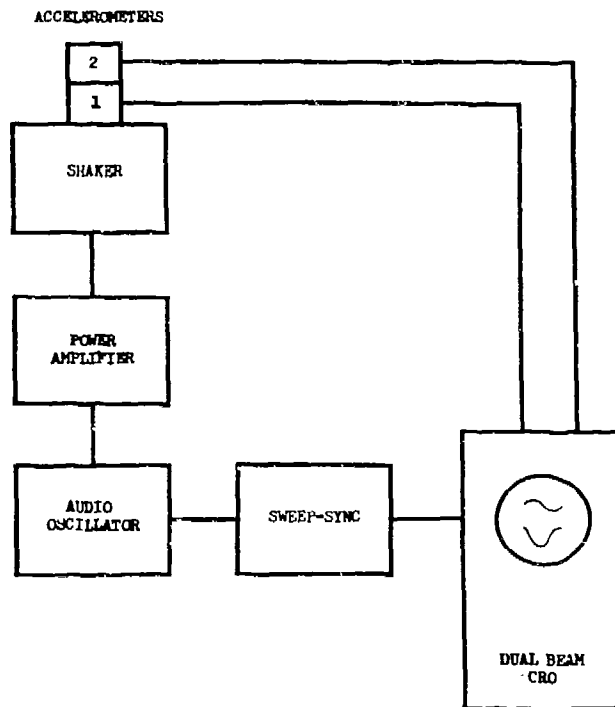 ACCELEROMETERS
2
1
SHAKER
POWER
AMPLIFIER
AUDIO
OSCILLATOR
SWEEP-SYNC
DUAL BEAM
CRO